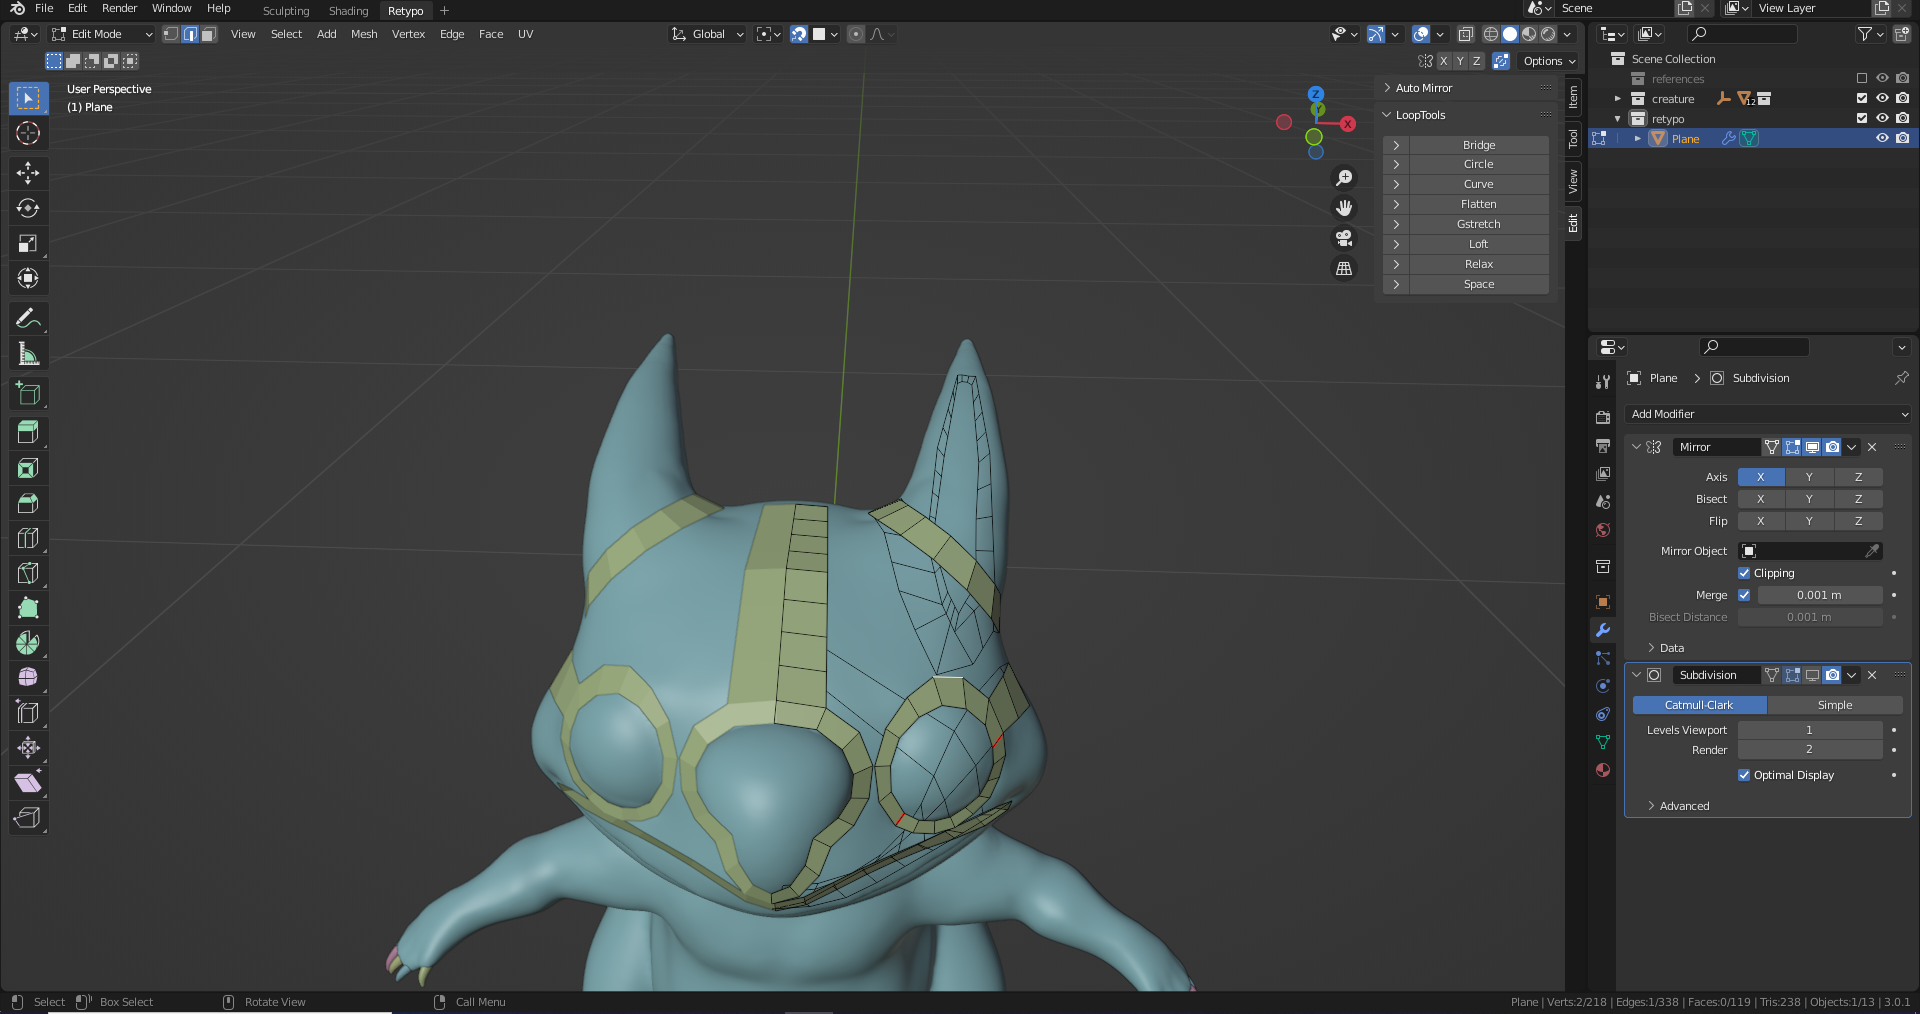 File Edit Render Window Help Sculpting Shading Retypo + Scene View Layer
Edit Mode View Select Add Mesh Vertex Edge Face UV Global
X Y Z Options
User Perspective
(1) Plane
Z
Y
X
Auto Mirror
LoopTools
Bridge
Circle
Curve
Flatten
Gstretch
Loft
Relax
Space
Item
Tool
View
Edit
Scene Collection
references
creature 12
retypo
Plane
Plane > Subdivision
Add Modifier
Mirror
Axis X Y Z
Bisect X Y Z
Flip X Y Z
Mirror Object
Clipping
Merge 0.001 m
Bisect Distance 0.001 m
Data
Subdivision
Catmull-Clark Simple
Levels Viewport 1
Render 2
Optimal Display
Advanced
Select Box Select Rotate View Call Menu Plane | Verts:2/218 | Edges:1/338 | Faces:0/119 | Tris:238 | Objects:1/13 | 3.0.1